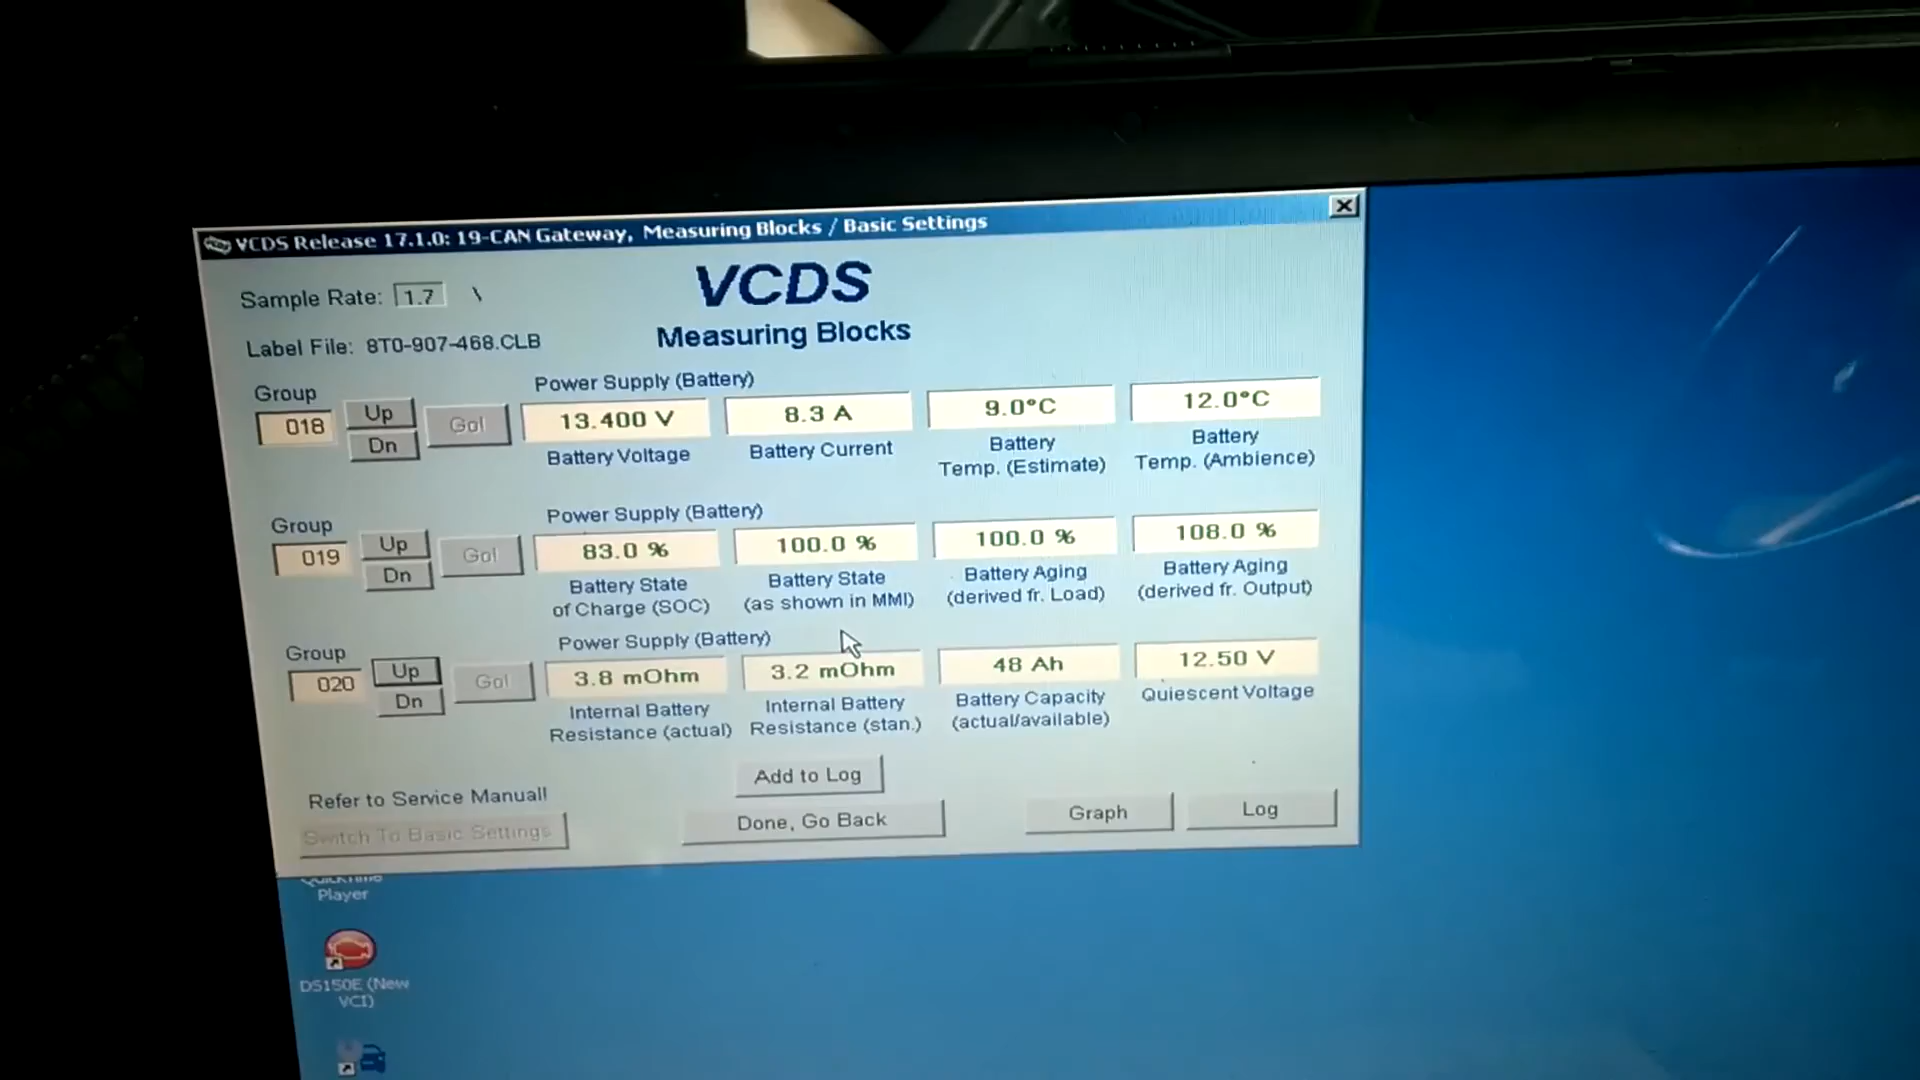 VCDS Release 17.1.0: 19-CAN Gateway, Measuring Blocks / Basic Settings
Sample Rate: 1.7 \
VCDS
Measuring Blocks
Label File: 8T0-907-468.CLB
Group
018
Up
Dn
Go!
Power Supply (Battery)
13.400 V
8.3 A
9.0°C
12.0°C
Battery Voltage
Battery Current
Battery
Temp. (Estimate)
Battery
Temp. (Ambience)
Group
019
Up
Dn
Go!
Power Supply (Battery)
83.0 %
100.0 %
100.0 %
108.0 %
Battery State
of Charge (SOC)
Battery State
(as shown in MMI)
Battery Aging
(derived fr. Load)
Battery Aging
(derived fr. Output)
Group
020
Up
Dn
Go!
Power Supply (Battery)
3.8 mOhm
3.2 mOhm
48 Ah
12.50 V
Internal Battery
Resistance (actual)
Internal Battery
Resistance (stan.)
Battery Capacity
(actual/available)
Quiescent Voltage
Refer to Service Manual!
Switch To Basic Settings
Add to Log
Done, Go Back
Graph
Log
Player
DS150E (New
VCI)